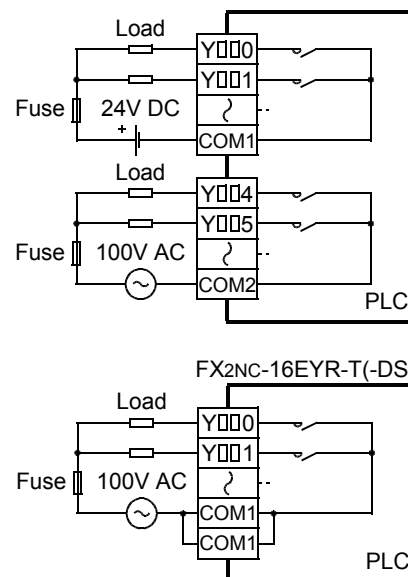 Load
Y□□0
Y□□1
Fuse
24V DC
+
COM1
Load
Y□□4
Y□□5
Fuse
100V AC
COM2
PLC
FX2NC-16EYR-T(-DS
Load
Y□□0
Y□□1
Fuse
100V AC
COM1
COM1
PLC